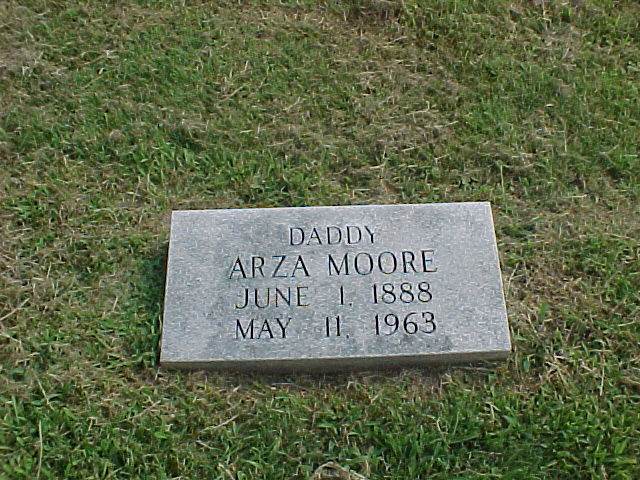 DADDY
ARZA MOORE
JUNE 1, 1888
MAY 11, 1963